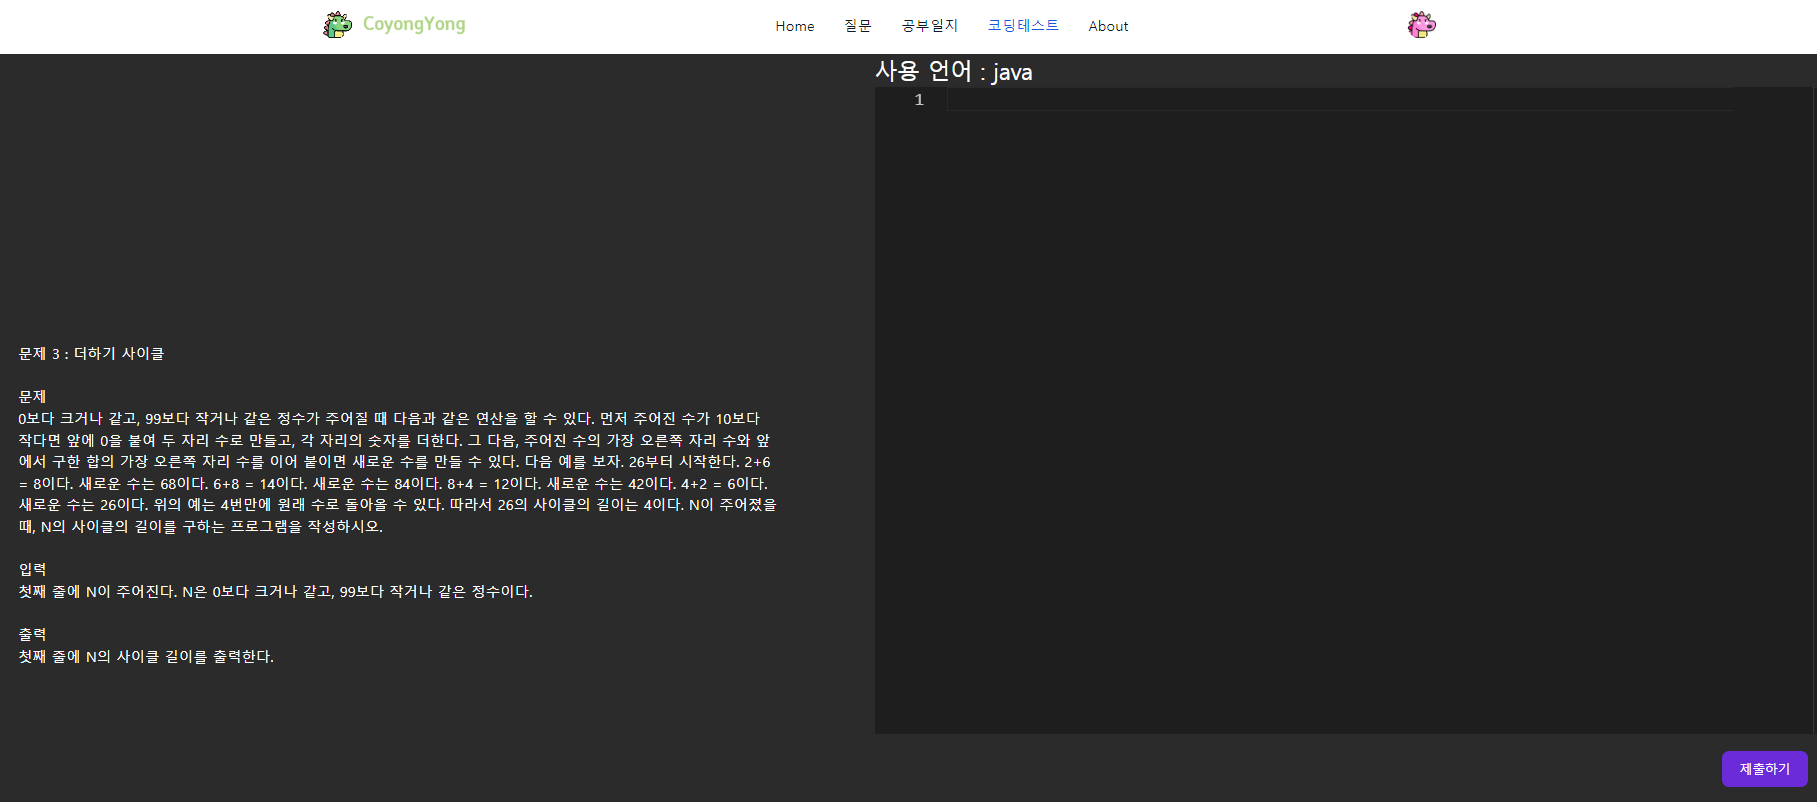 CoyongYong
Home 질문 공부일지 코딩테스트 About
사용 언어 : java
1
문제 3 : 더하기 사이클
문제
0보다 크거나 같고, 99보다 작거나 같은 정수가 주어질 때 다음과 같은 연산을 할 수 있다. 먼저 주어진 수가 10보다
작다면 앞에 0을 붙여 두 자리 수로 만들고, 각 자리의 숫자를 더한다. 그 다음, 주어진 수의 가장 오른쪽 자리 수와 앞
에서 구한 합의 가장 오른쪽 자리 수를 이어 붙이면 새로운 수를 만들 수 있다. 다음 예를 보자. 26부터 시작한다. 2+6
= 8이다. 새로운 수는 68이다. 6+8 = 14이다. 새로운 수는 84이다. 8+4 = 12이다. 새로운 수는 42이다. 4+2 = 6이다.
새로운 수는 26이다. 위의 예는 4번만에 원래 수로 돌아올 수 있다. 따라서 26의 사이클의 길이는 4이다. N이 주어졌을
때, N의 사이클의 길이를 구하는 프로그램을 작성하시오.
입력
첫째 줄에 N이 주어진다. N은 0보다 크거나 같고, 99보다 작거나 같은 정수이다.
출력
첫째 줄에 N의 사이클 길이를 출력한다.
제출하기